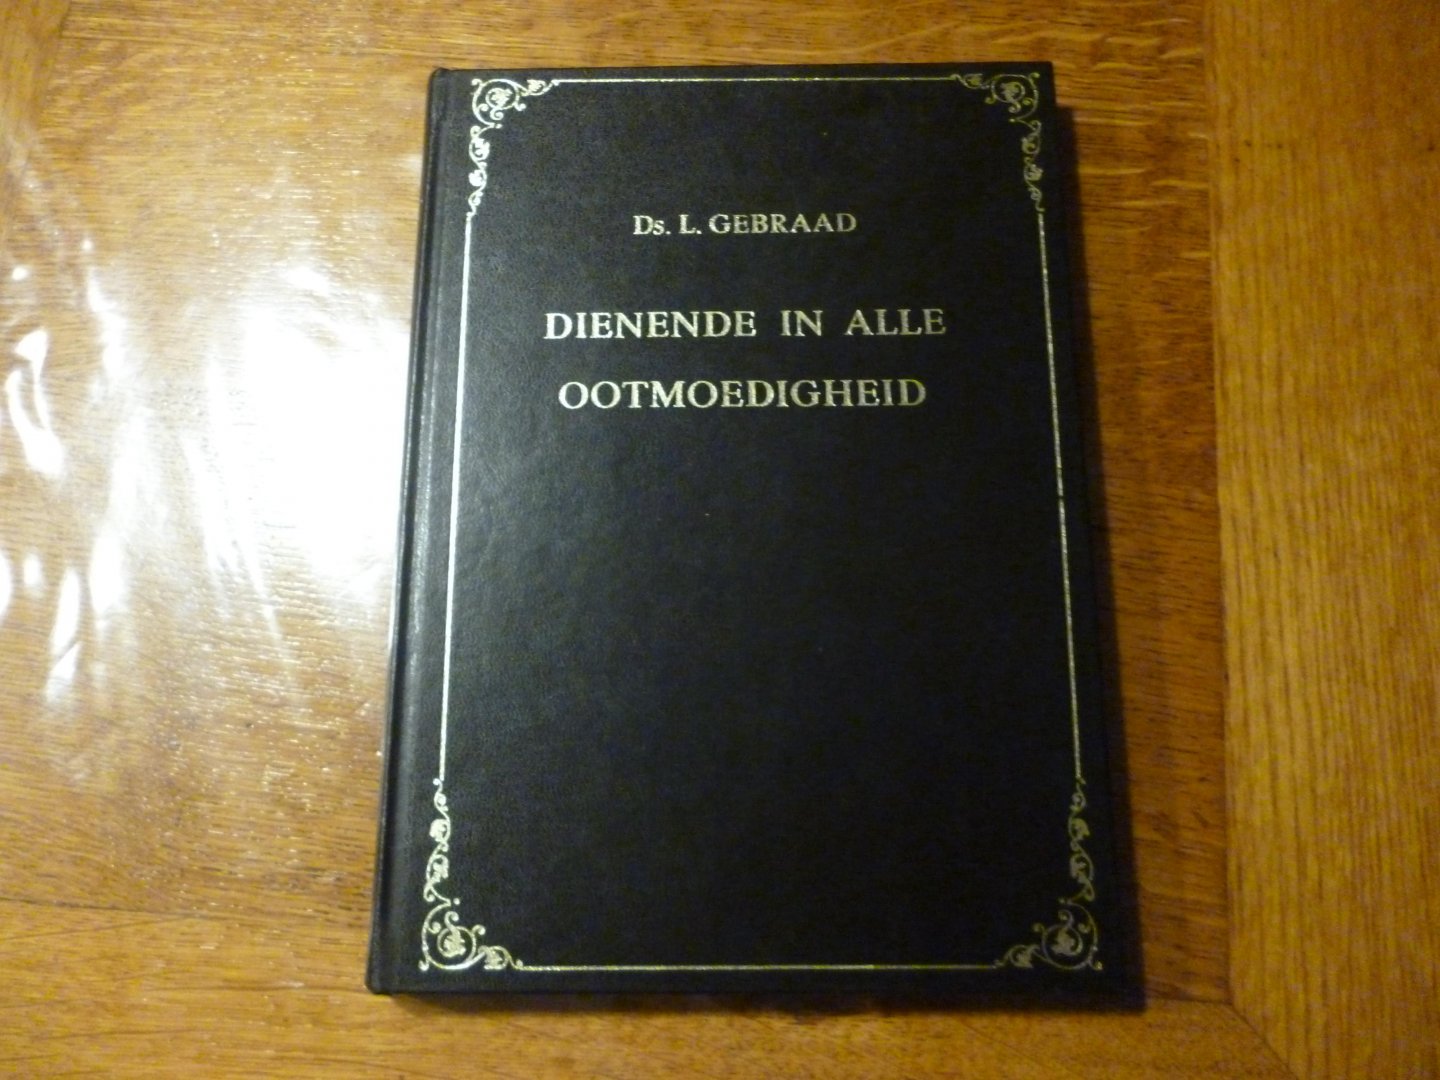 Ds. L. GEBRAAD
DIENENDE IN ALLE
OOTMOEDIGHEID